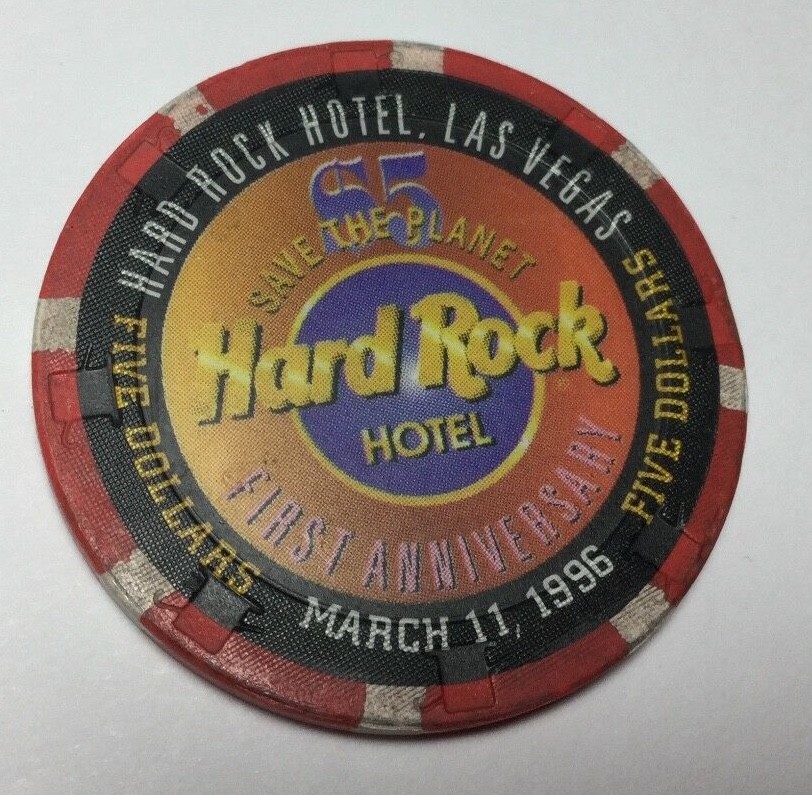 HARD ROCK HOTEL, LAS VEGAS
$5
SAVE THE PLANET
Hard Rock
HOTEL
FIRST ANNIVERSARY
FIVE DOLLARS
FIVE DOLLARS
MARCH 11, 1996